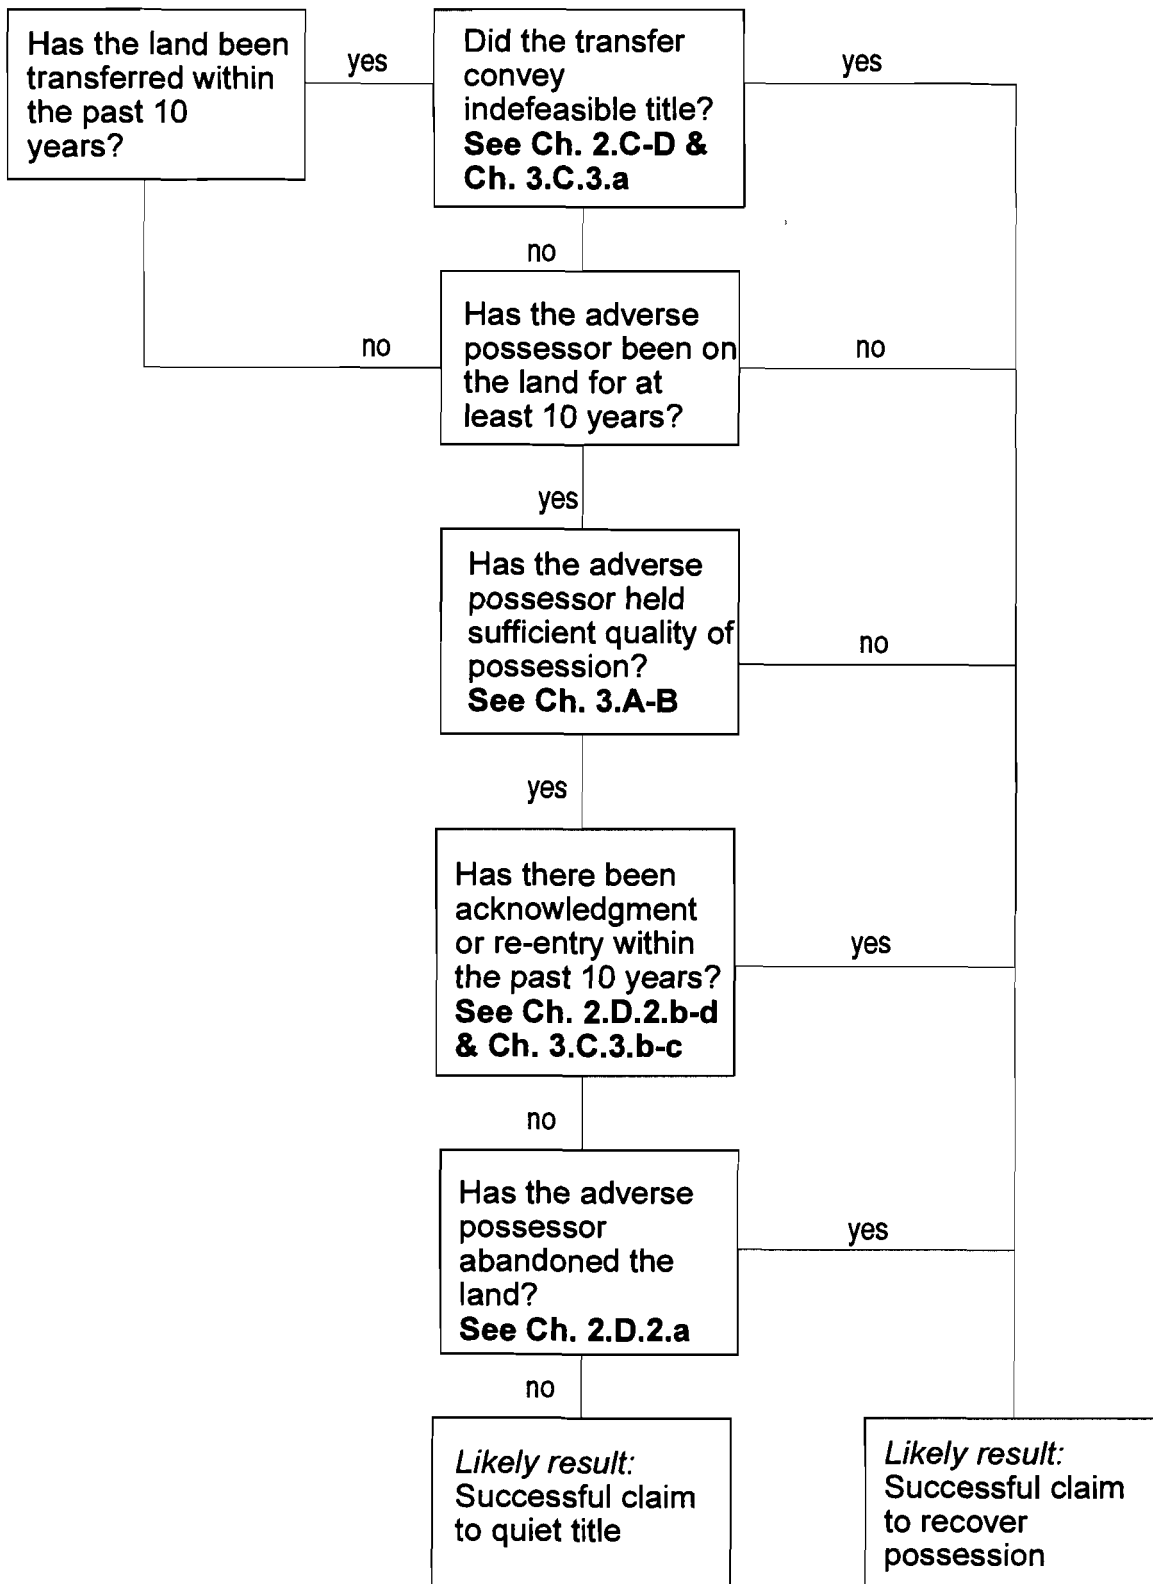 Has the land been
transferred within
the past 10
years?
yes
Did the transfer
convey
indefeasible title?
See Ch. 2.C-D &
Ch. 3.C.3.a
yes
no
no
Has the adverse
possessor been on
the land for at
least 10 years?
no
yes
Has the adverse
possessor held
sufficient quality of
possession?
See Ch. 3.A-B
no
yes
Has there been
acknowledgment
or re-entry within
the past 10 years?
See Ch. 2.D.2.b-d
& Ch. 3.C.3.b-c
yes
no
Has the adverse
possessor
abandoned the
land?
See Ch. 2.D.2.a
yes
no
Likely result:
Successful claim
to quiet title
Likely result:
Successful claim
to recover
possession